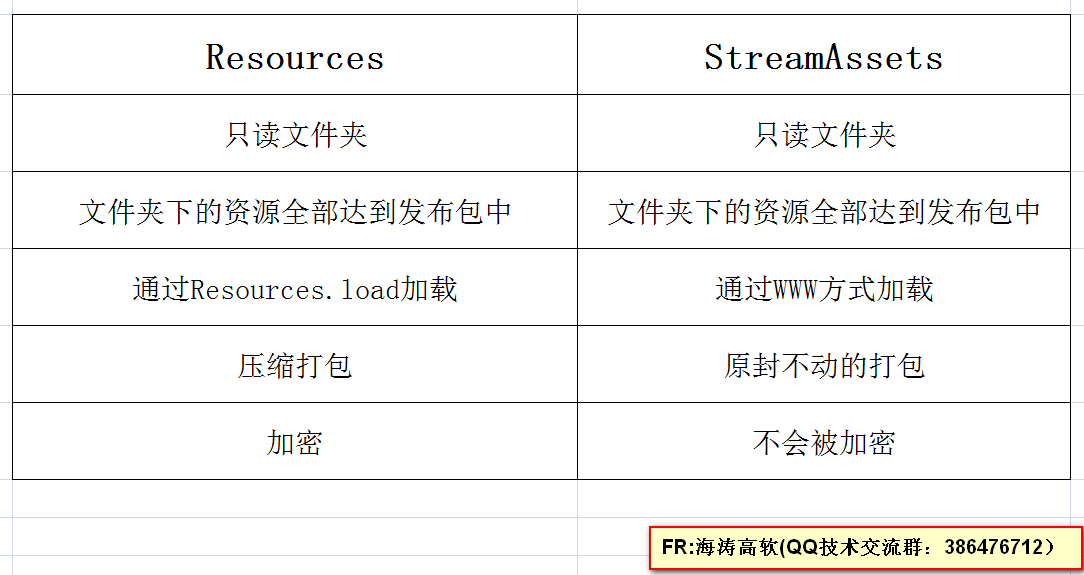 Resources StreamAssets
只读文件夹 只读文件夹
文件夹下的资源全部达到发布包中 文件夹下的资源全部达到发布包中
通过Resources.load加载 通过WWW方式加载
压缩打包 原封不动的打包
加密 不会被加密
FR:海涛高软(QQ技术交流群：386476712）